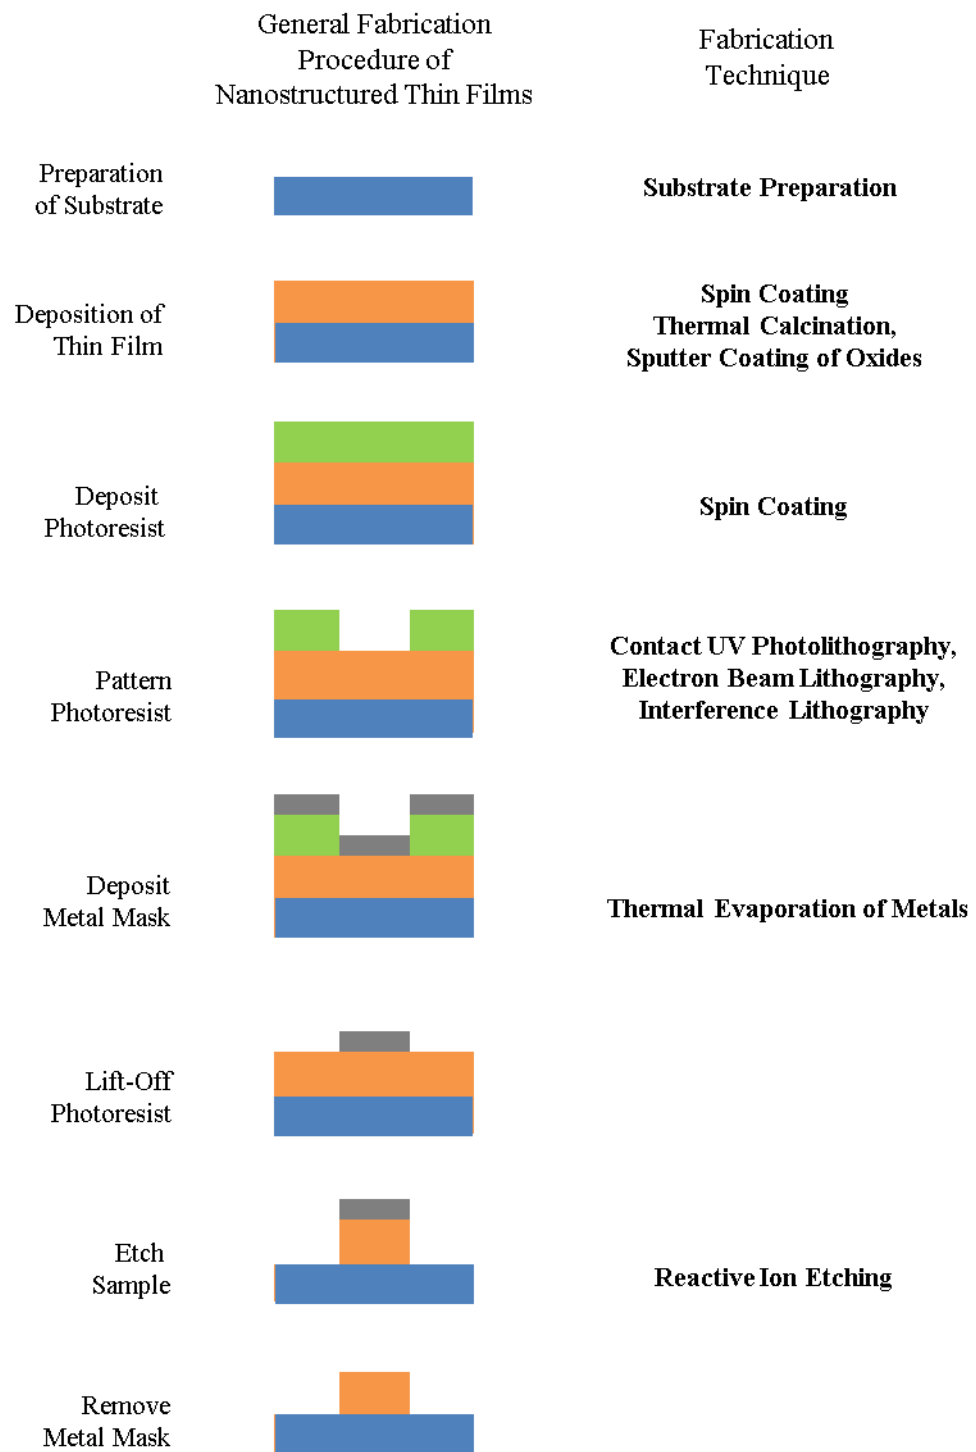 General Fabrication
Procedure of
Nanostructured Thin Films
Fabrication
Technique
Preparation
of Substrate
Substrate Preparation
Deposition of
Thin Film
Spin Coating
Thermal Calcination,
Sputter Coating of Oxides
Deposit
Photoresist
Spin Coating
Pattern
Photoresist
Contact UV Photolithography,
Electron Beam Lithography,
Interference Lithography
Deposit
Metal Mask
Thermal Evaporation of Metals
Lift-Off
Photoresist
Etch
Sample
Reactive Ion Etching
Remove
Metal Mask